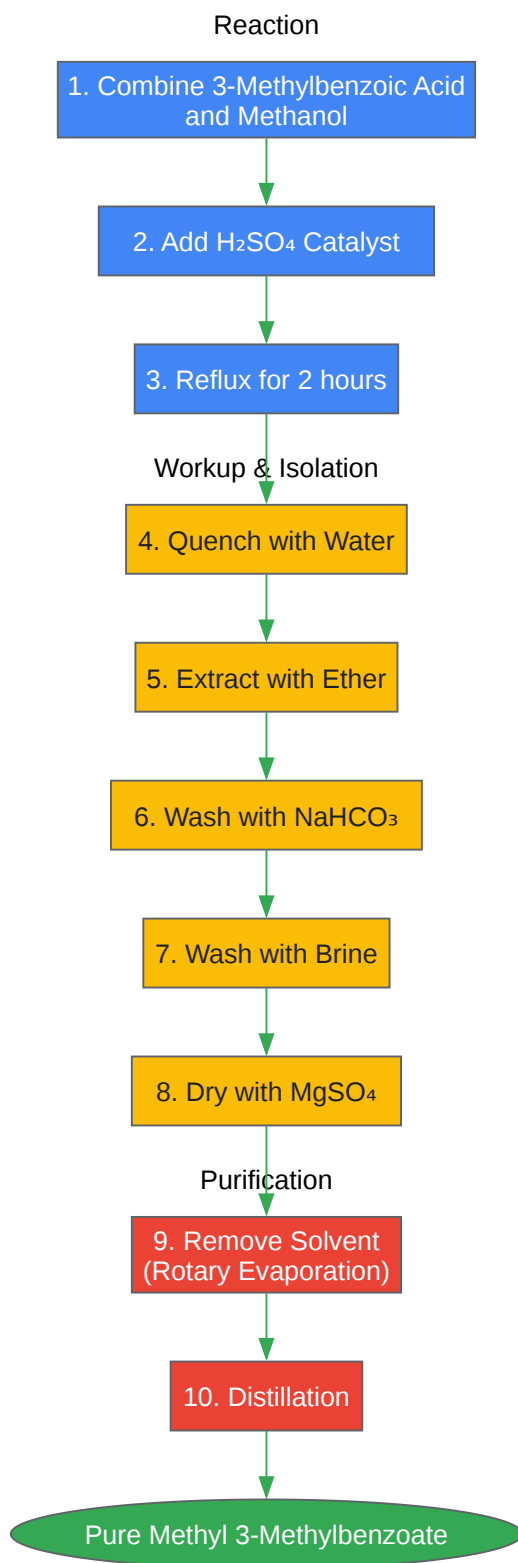 Reaction
1. Combine 3-Methylbenzoic Acid
and Methanol
2. Add H₂SO₄ Catalyst
3. Reflux for 2 hours
Workup & Isolation
4. Quench with Water
5. Extract with Ether
6. Wash with NaHCO₃
7. Wash with Brine
8. Dry with MgSO₄
Purification
9. Remove Solvent
(Rotary Evaporation)
10. Distillation
Pure Methyl 3-Methylbenzoate